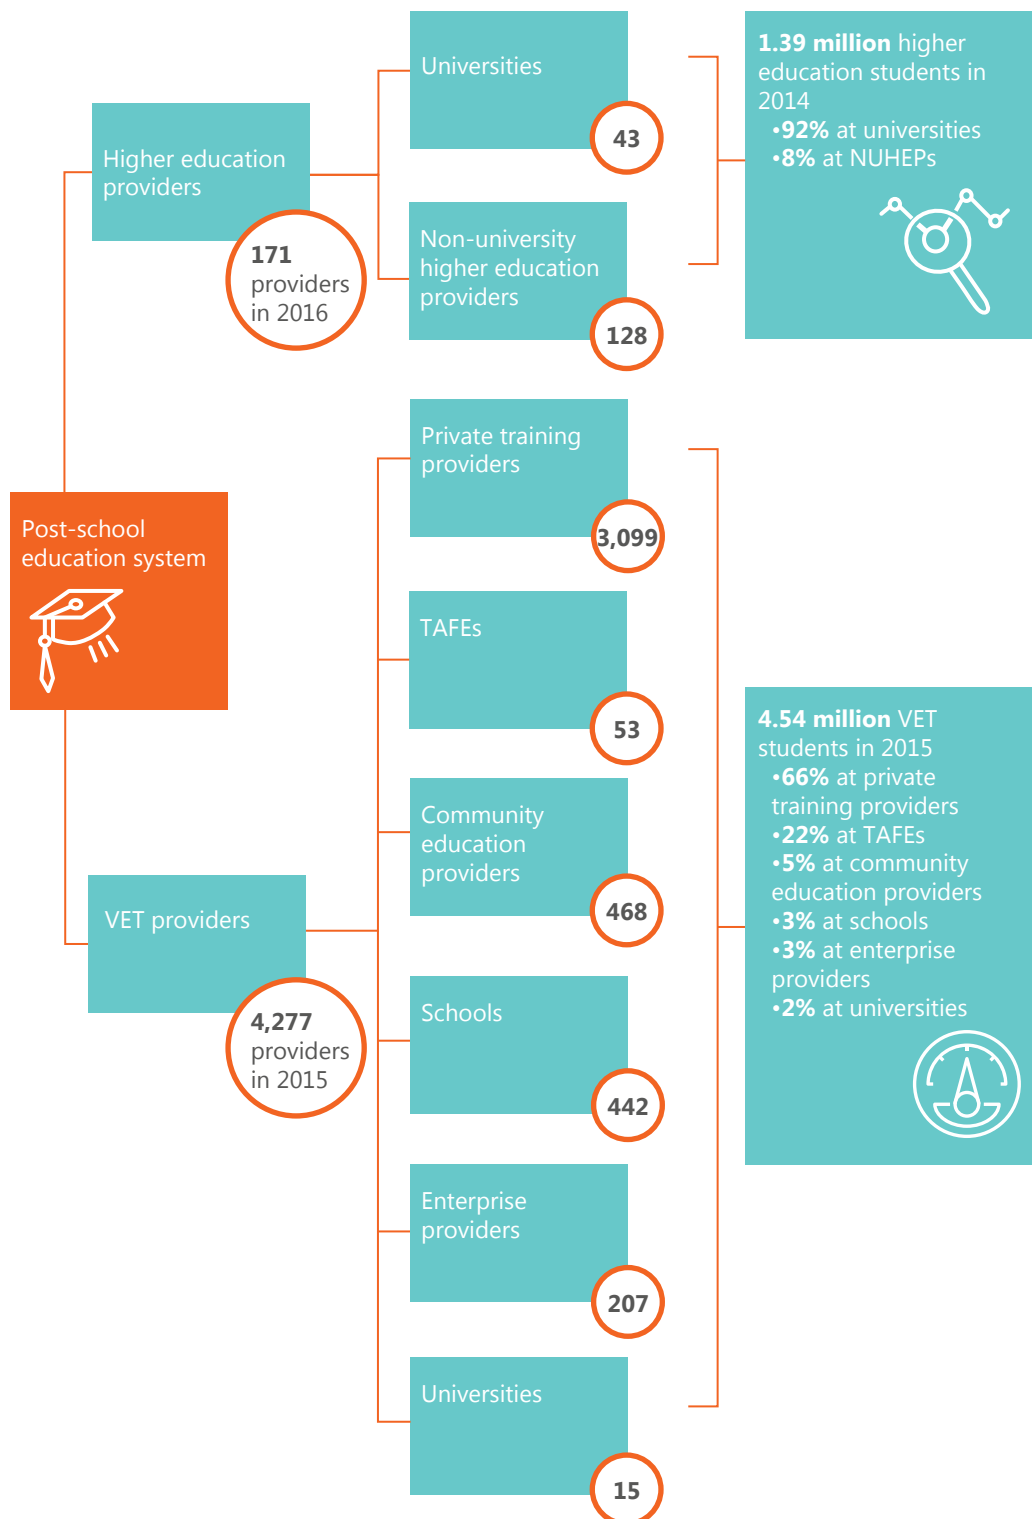 Universities
43
Higher education
providers
171
providers
in 2016
Non-university
higher education
providers
128
1.39 million higher
education students in
2014
•92% at universities
•8% at NUHEPs
Post-school
education system
VET providers
4,277
providers
in 2015
Private training
providers
3,099
TAFEs
53
Community
education
providers
468
Schools
442
Enterprise
providers
207
Universities
15
4.54 million VET
students in 2015
•66% at private
training providers
•22% at TAFEs
•5% at community
education providers
•3% at schools
•3% at enterprise
providers
•2% at universities